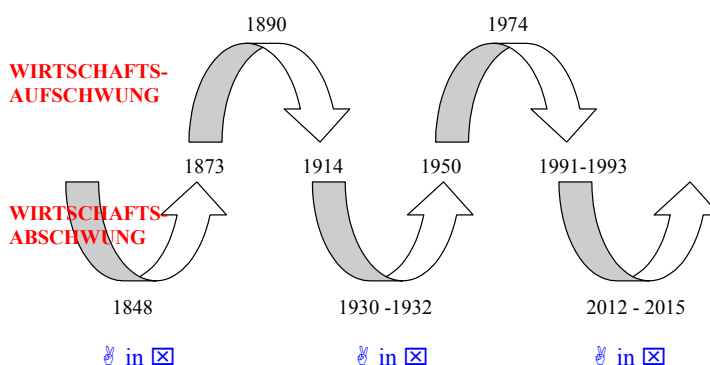 1890
1974
WIRTSCHAFTS-
AUFSCHWUNG
1873
1914
1950
1991-1993
WIRTSCHAFTS-
ABSCHWUNG
1848
1930 -1932
2012 - 2015
✌ in ☒
✌ in ☒
✌ in ☒